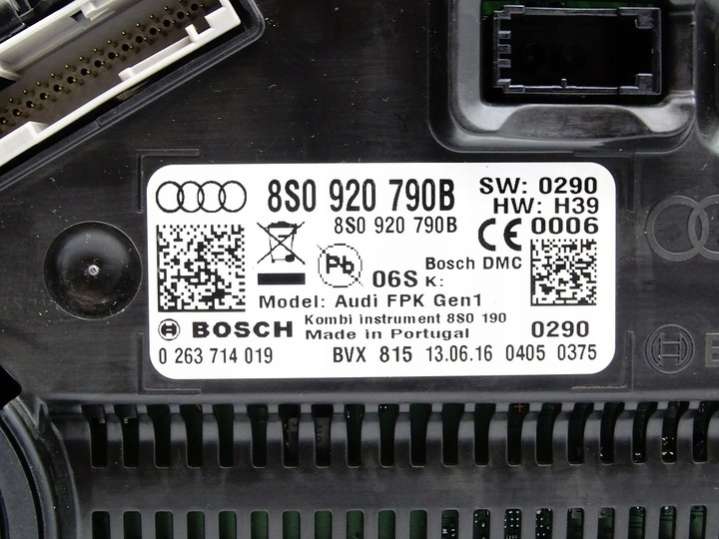 8S0 920 790B
SW: 0290
HW: H39
8S0 920 790B
0006
Pb
06S K:
Bosch DMC
Model: Audi FPK Gen1
BOSCH
Kombi instrument 8S0 190
Made in Portugal
0290
0 263 714 019
BVX 815 13.06.16 0405 0375